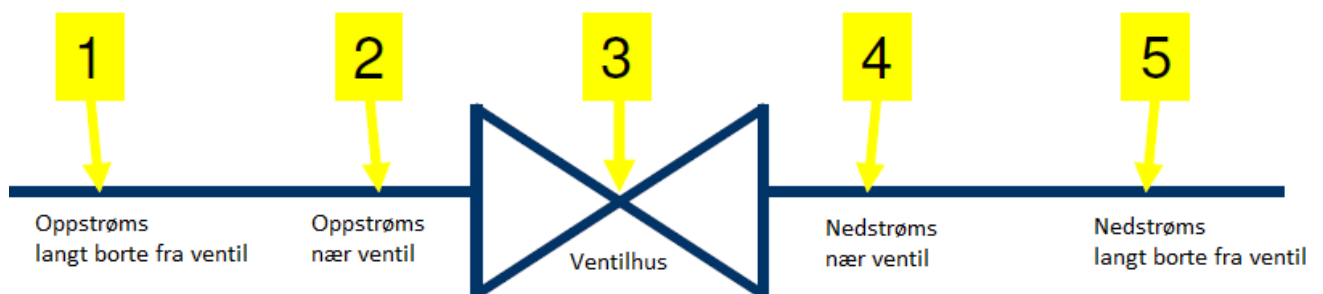 1
2
3
4
5
Oppstrøms
langt borte fra ventil
Oppstrøms
nær ventil
Ventilhus
Nedstrøms
nær ventil
Nedstrøms
langt borte fra ventil